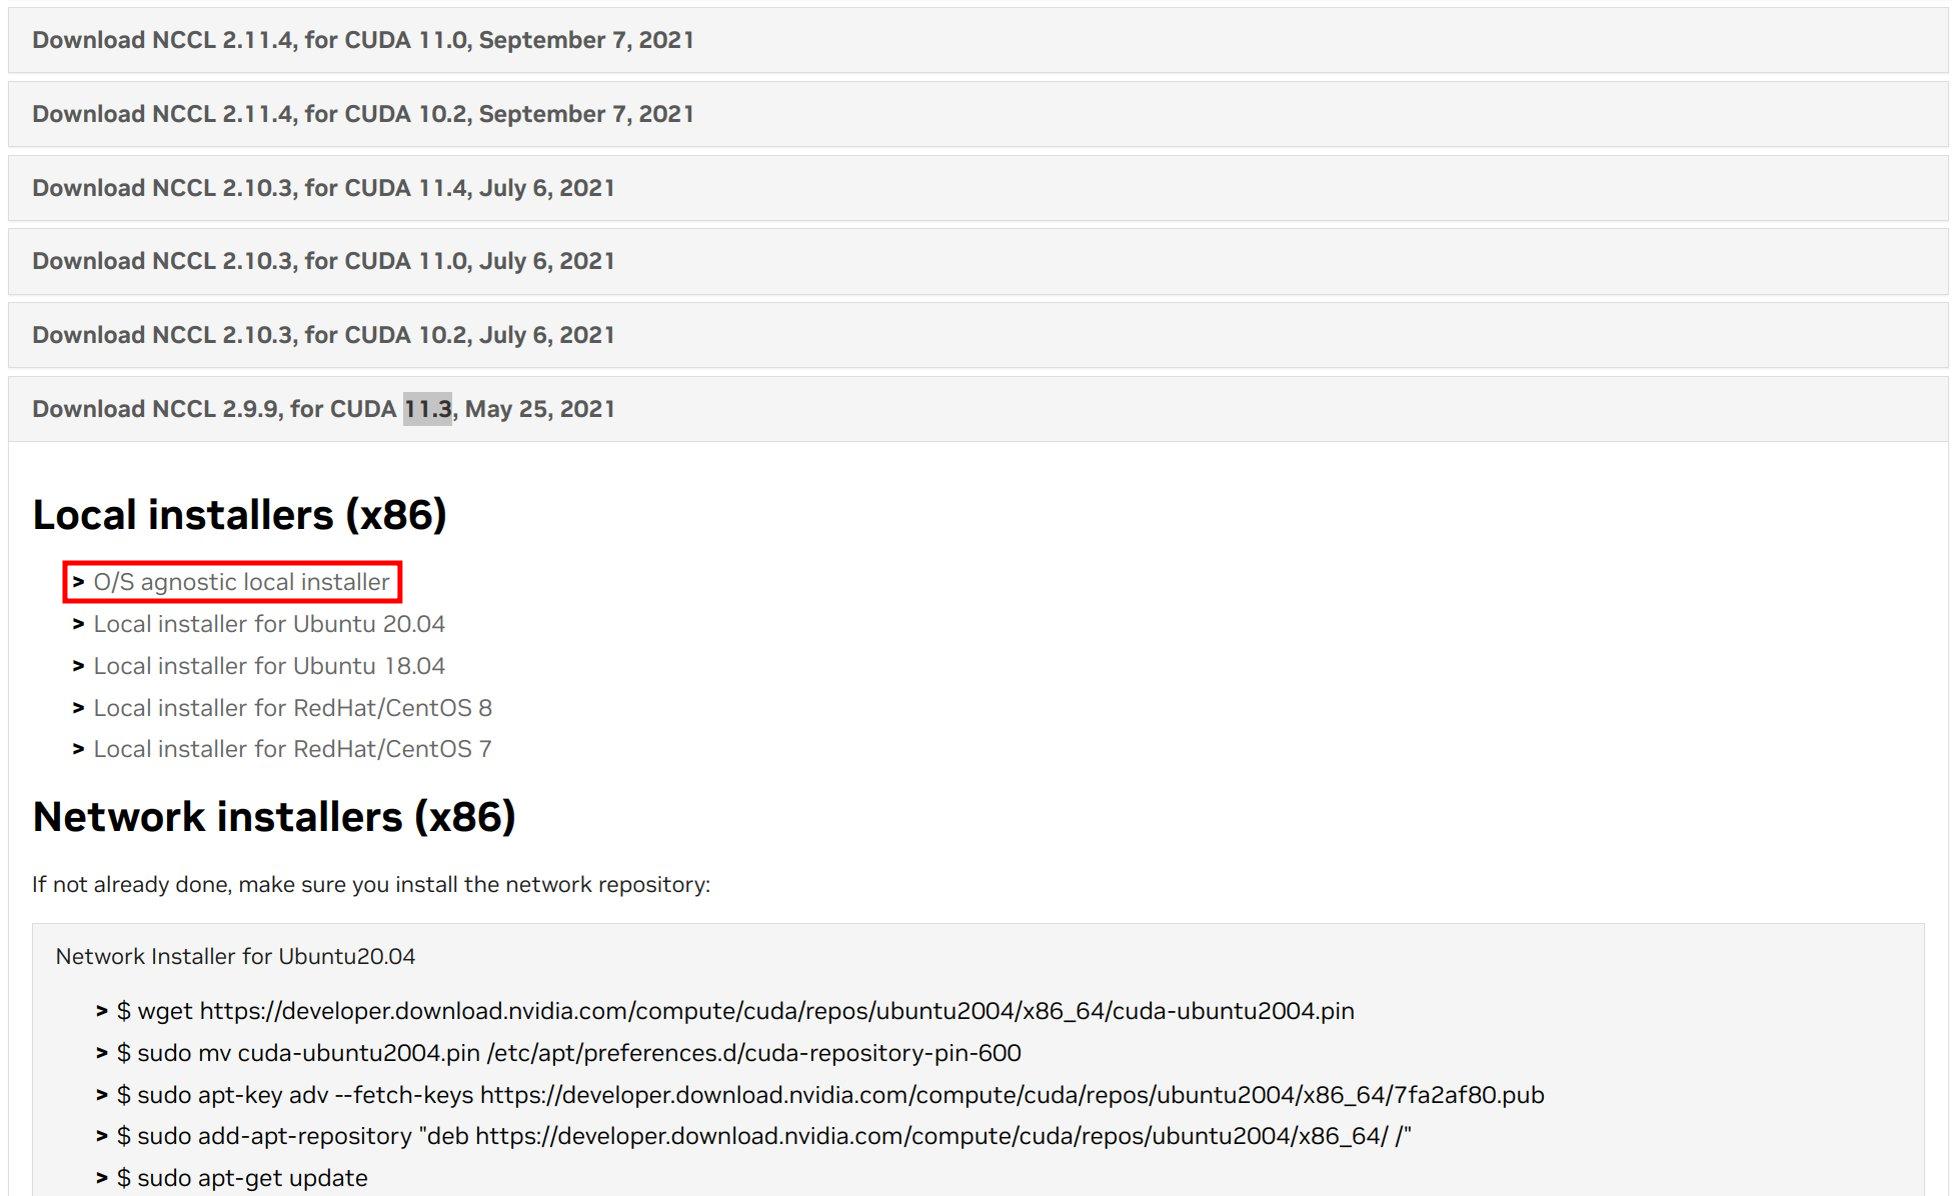 Download NCCL 2.11.4, for CUDA 11.0, September 7, 2021
Download NCCL 2.11.4, for CUDA 10.2, September 7, 2021
Download NCCL 2.10.3, for CUDA 11.4, July 6, 2021
Download NCCL 2.10.3, for CUDA 11.0, July 6, 2021
Download NCCL 2.10.3, for CUDA 10.2, July 6, 2021
Download NCCL 2.9.9, for CUDA 11.3, May 25, 2021
Local installers (x86)
> O/S agnostic local installer
> Local installer for Ubuntu 20.04
> Local installer for Ubuntu 18.04
> Local installer for RedHat/CentOS 8
> Local installer for RedHat/CentOS 7
Network installers (x86)
If not already done, make sure you install the network repository:
Network Installer for Ubuntu20.04
> $ wget https://developer.download.nvidia.com/compute/cuda/repos/ubuntu2004/x86_64/cuda-ubuntu2004.pin
> $ sudo mv cuda-ubuntu2004.pin /etc/apt/preferences.d/cuda-repository-pin-600
> $ sudo apt-key adv --fetch-keys https://developer.download.nvidia.com/compute/cuda/repos/ubuntu2004/x86_64/7fa2af80.pub
> $ sudo add-apt-repository "deb https://developer.download.nvidia.com/compute/cuda/repos/ubuntu2004/x86_64/ /"
> $ sudo apt-get update